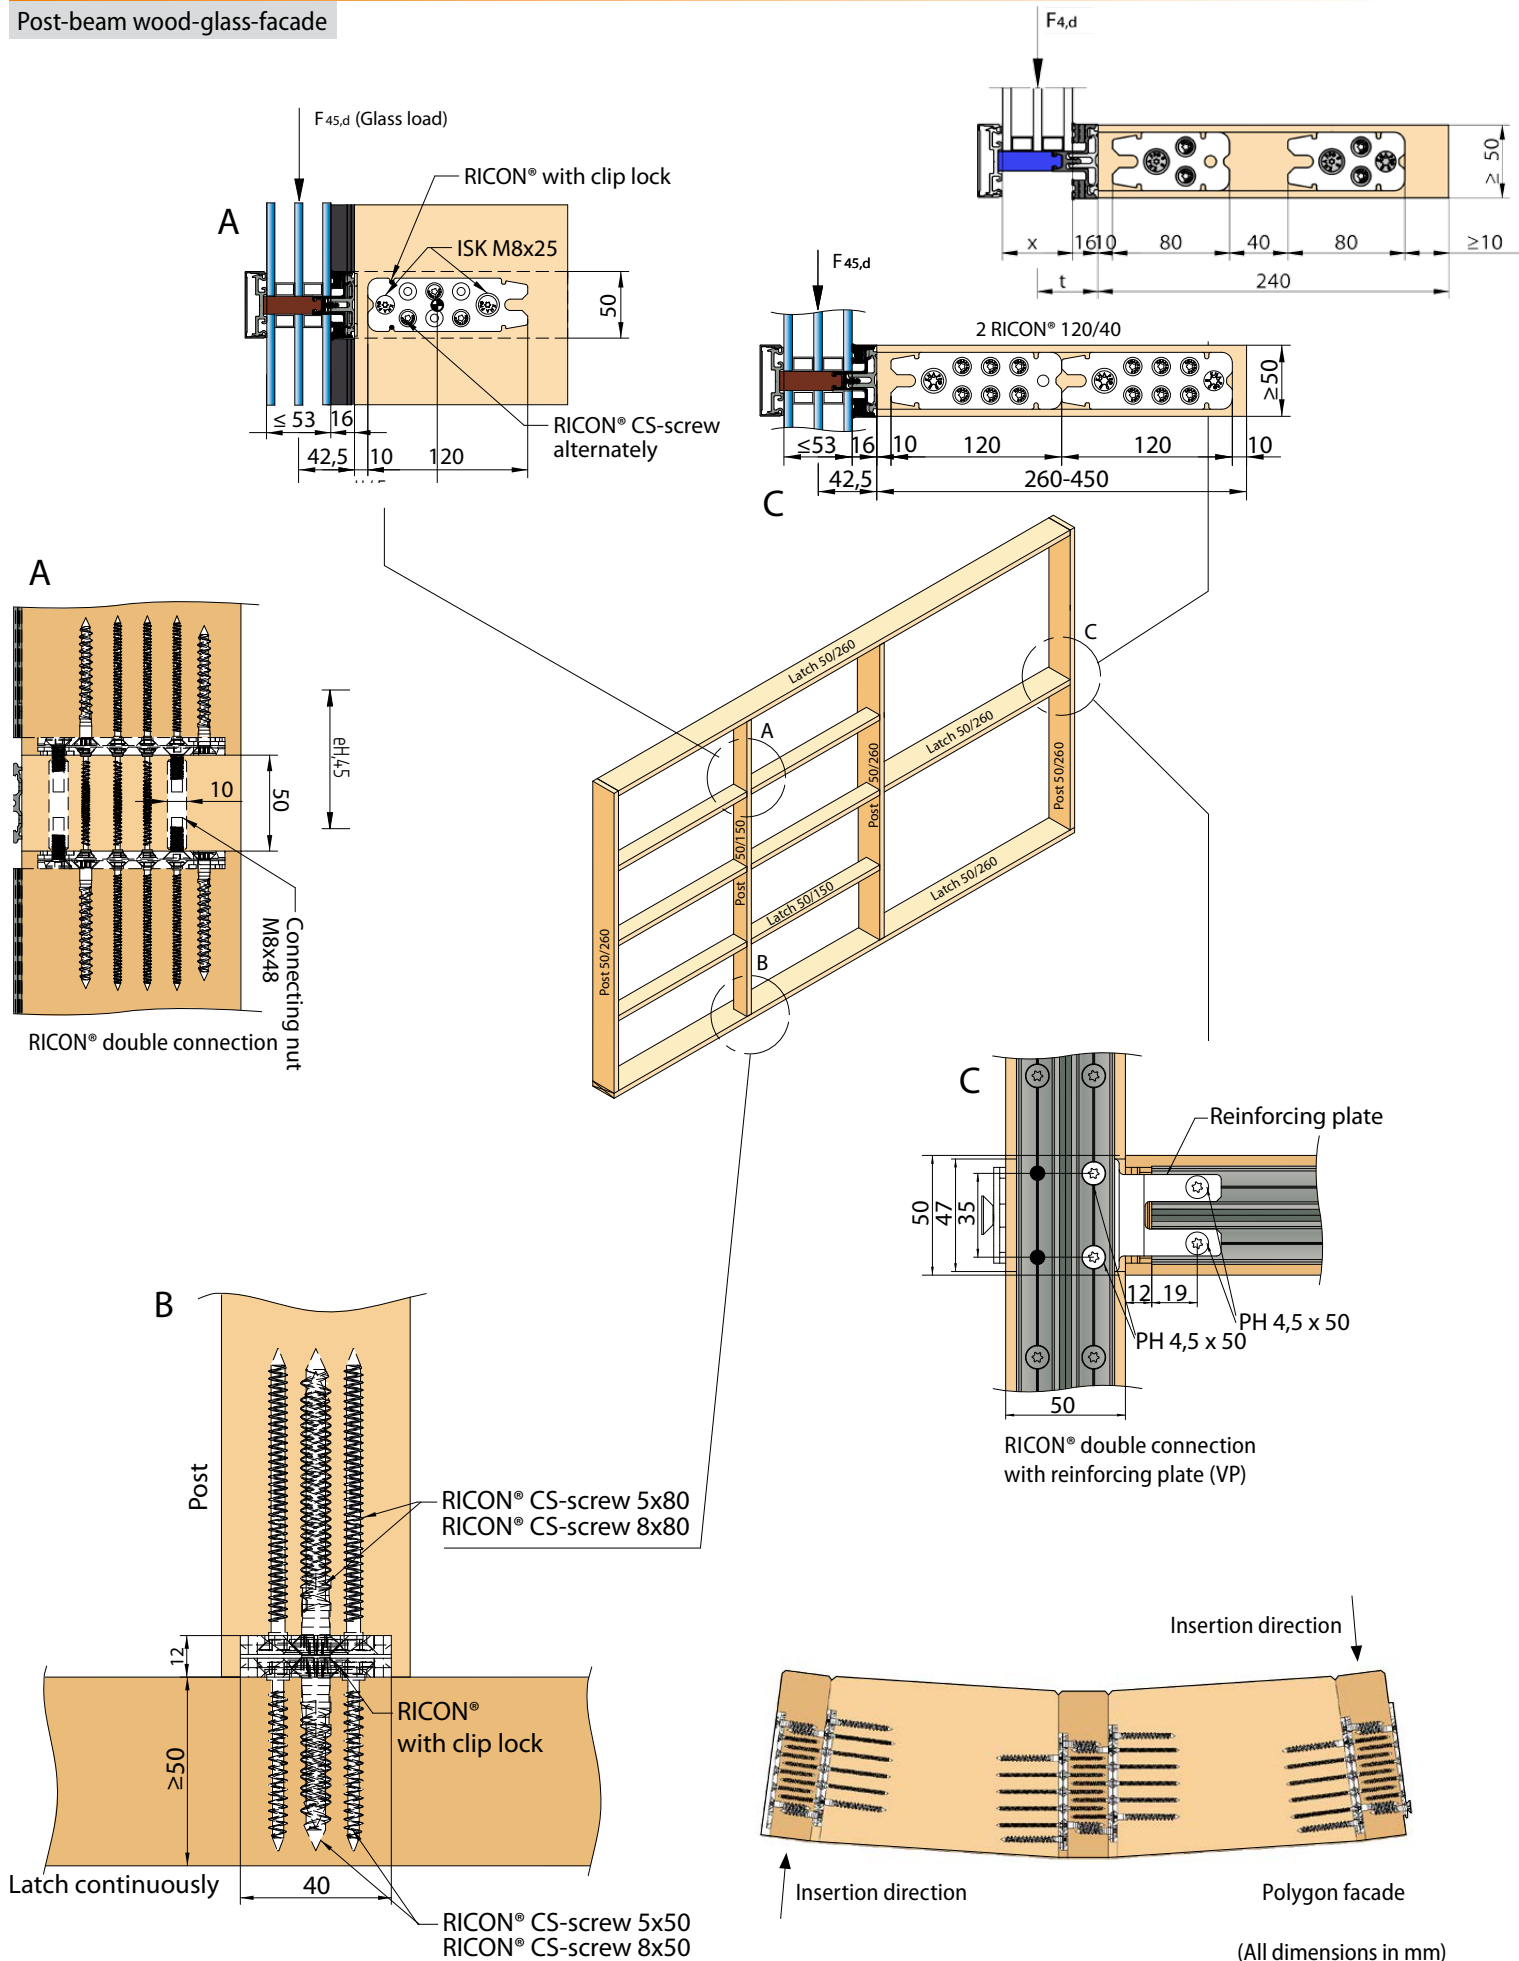 Post-beam wood-glass-facade
F4,d
F45,d (Glass load)
RICON® with clip lock
A
ISK M8x25
50
≥ 50
x
16
10
80
40
80
≥10
t
240
F45,d
2 RICON® 120/40
≥50
≤ 53
16
RICON® CS-screw
alternately
42,5
10
120
≤53
16
10
120
120
10
42,5
260-450
C
A
eH,45
10
50
Connecting nut
M8x48
RICON® double connection
Latch 50/260
C
A
Latch 50/260
Post 50/260
Post 50/260
Post 50/150
Latch 50/150
Latch 50/260
Post 50/260
B
C
Reinforcing plate
50
47
35
12
19
PH 4,5 x 50
PH 4,5 x 50
50
RICON® double connection
with reinforcing plate (VP)
B
Post
RICON® CS-screw 5x80
RICON® CS-screw 8x80
12
RICON®
with clip lock
≥50
Latch continuously
40
RICON® CS-screw 5x50
RICON® CS-screw 8x50
Insertion direction
Insertion direction
Polygon facade
(All dimensions in mm)